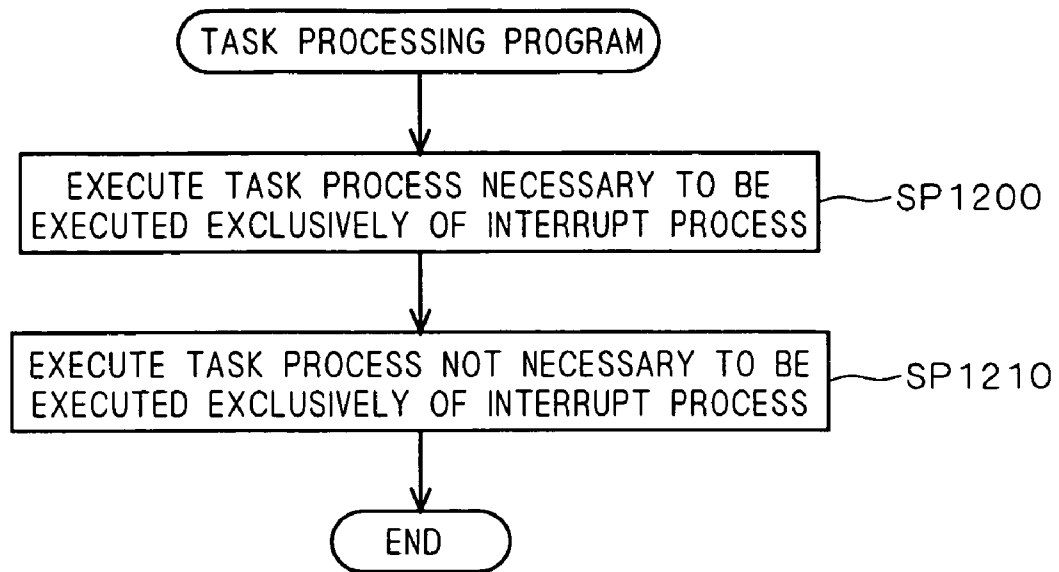 TASK PROCESSING PROGRAM
EXECUTE TASK PROCESS NECESSARY TO BE
EXECUTED EXCLUSIVELY OF INTERRUPT PROCESS
SP1200
EXECUTE TASK PROCESS NOT NECESSARY TO BE
EXECUTED EXCLUSIVELY OF INTERRUPT PROCESS
SP1210
END